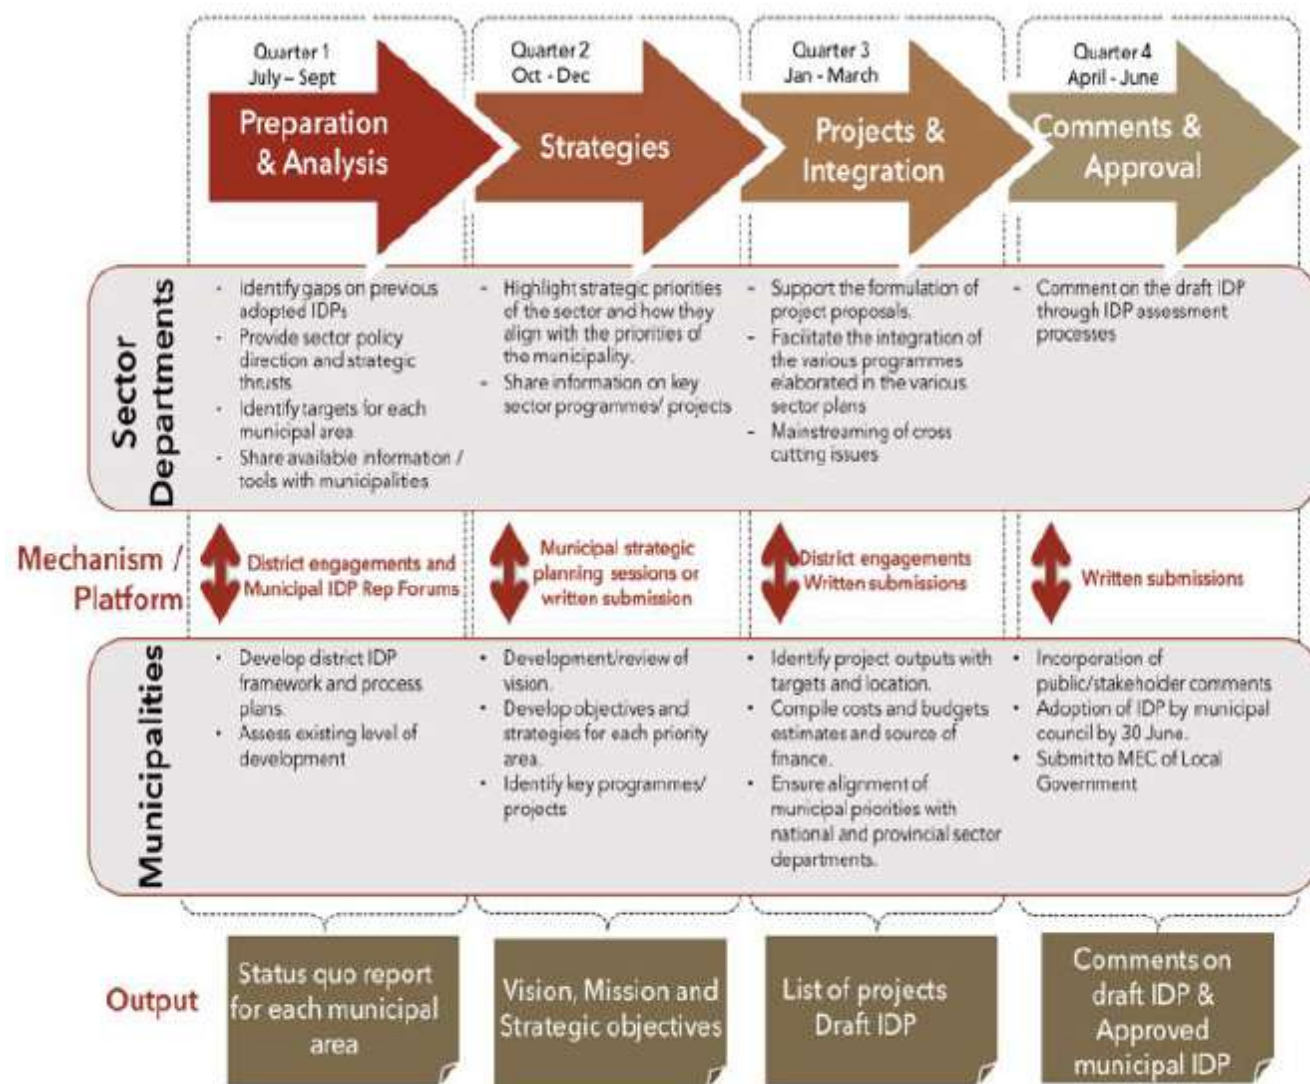 Quarter 1
July – Sept
Preparation
& Analysis
Quarter 2
Oct - Dec
Strategies
Quarter 3
Jan - March
Projects &
Integration
Quarter 4
April - June
Comments &
Approval
Sector
Departments
- Identify gaps on previous
adopted IDPs
- Provide sector policy
direction and strategic
thrusts
- Identify targets for each
municipal area
- Share available information /
tools with municipalities
- Highlight strategic priorities
of the sector and how they
align with the priorities of
the municipality.
- Share information on key
sector programmes/ projects
- Support the formulation of
project proposals.
- Facilitate the integration of
the various programmes
elaborated in the various
sector plans
- Mainstreaming of cross
cutting issues
- Comment on the draft IDP
through IDP assessment
processes
Mechanism /
Platform
District engagements and
Municipal IDP Rep Forums
Municipal strategic
planning sessions or
written submission
District engagements
Written submissions
Written submissions
Municipalities
• Develop district IDP
framework and process
plans.
• Assess existing level of
development
• Development/review of
vision.
• Develop objectives and
strategies for each priority
area.
• Identify key programmes/
projects
• Identify project outputs with
targets and location.
• Compile costs and budgets
estimates and source of
finance.
• Ensure alignment of
municipal priorities with
national and provincial sector
departments.
• Incorporation of
public/stakeholder comments
• Adoption of IDP by municipal
council by 30 June.
• Submit to MEC of Local
Government
Output
Status quo report
for each municipal
area
Vision, Mission and
Strategic objectives
List of projects
Draft IDP
Comments on
draft IDP &
Approved
municipal IDP